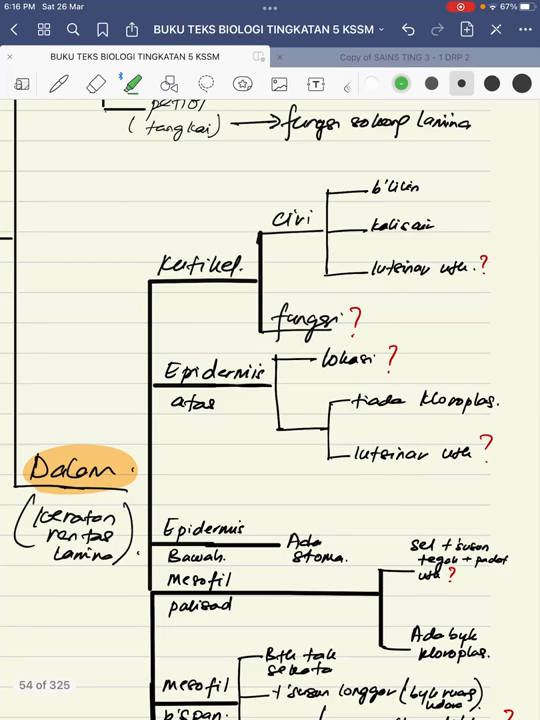 6:16 PM Sat 26 Mar
67%
BUKU TEKS BIOLOGI TINGKATAN 5 KSSM
BUKU TEKS BIOLOGI TINGKATAN 5 KSSM
Copy of SAINS TING 3 - 1 DRP 2
petiol
(tangkai) → fungsi sokong lamina
Kutikel.
Ciri
b'lilin
kalis air
lutsinar utk ?
fungsi ?
Epidermis
atas
lokasi ?
tiada kloroplas.
lutsinar utk ?
Dalam.
(keratan
rentas
lamina).
Epidermis
Bawah.
Ada
stoma.
Mesofil
palisad
sel t'susun
tegak + padat
utk ?
Ada byk
kloroplas.
Mesofil
b'span.
Btk tak
sekata
t'susun longgar (byk ruang
udara)
?
54 of 325